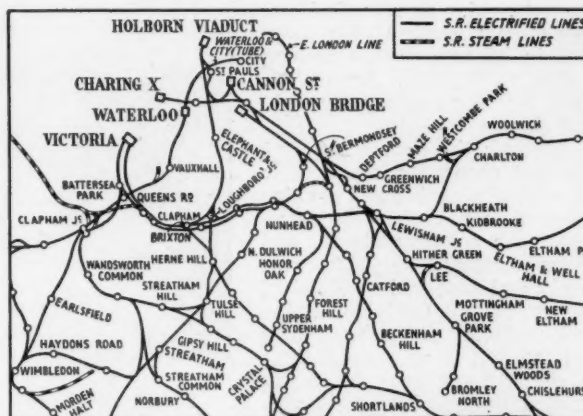 HOLBORN VIADUCT
S.R. ELECTRIFIED LINES
S.R. STEAM LINES
WATERLOO &
CITY (TUBE)
E. LONDON LINE
CITY
ST PAULS
CHARING X
CANNON ST
WATERLOO
LONDON BRIDGE
VICTORIA
ELEPHANT &
CASTLE
LOUGHBORO' JC
STH BERMONDSEY
DEPTFORD
MAZE HILL
WESTCOMBE PARK
WOOLWICH
VAUXHALL
GREENWICH
NEW
CROSS
CHARLTON
BATTERSEA
PARK
QUEENS RD
CLAPHAM JC
CLAPHAM
BRIXTON
NUNHEAD
BLACKHEATH
KIDBROOKE
LEWISHAM JC
ELTHAM P
ELTHAM & WELL
HALL
HERNE HILL
N. DULWICH
HONOR
OAK
HITHER GREEN
LEE
WANDSWORTH
COMMON
STREATHAM
HILL
CATFORD
MOTTINGHAM
GROVE
PARK
NEW
ELTHAM
EARLSFIELD
TULSE
HILL
UPPER
SYDENHAM
FOREST HILL
BECKENHAM
HILL
HAYDONS ROAD
GIPSY HILL
STREATHAM
STREATHAM
COMMON
CRYSTAL
PALACE
ELMSTEAD
WOODS
WIMBLEDON
MORDEN
HALT
NORBURY
SHORTLANDS
BROMLEY
NORTH
CHISLEHURST